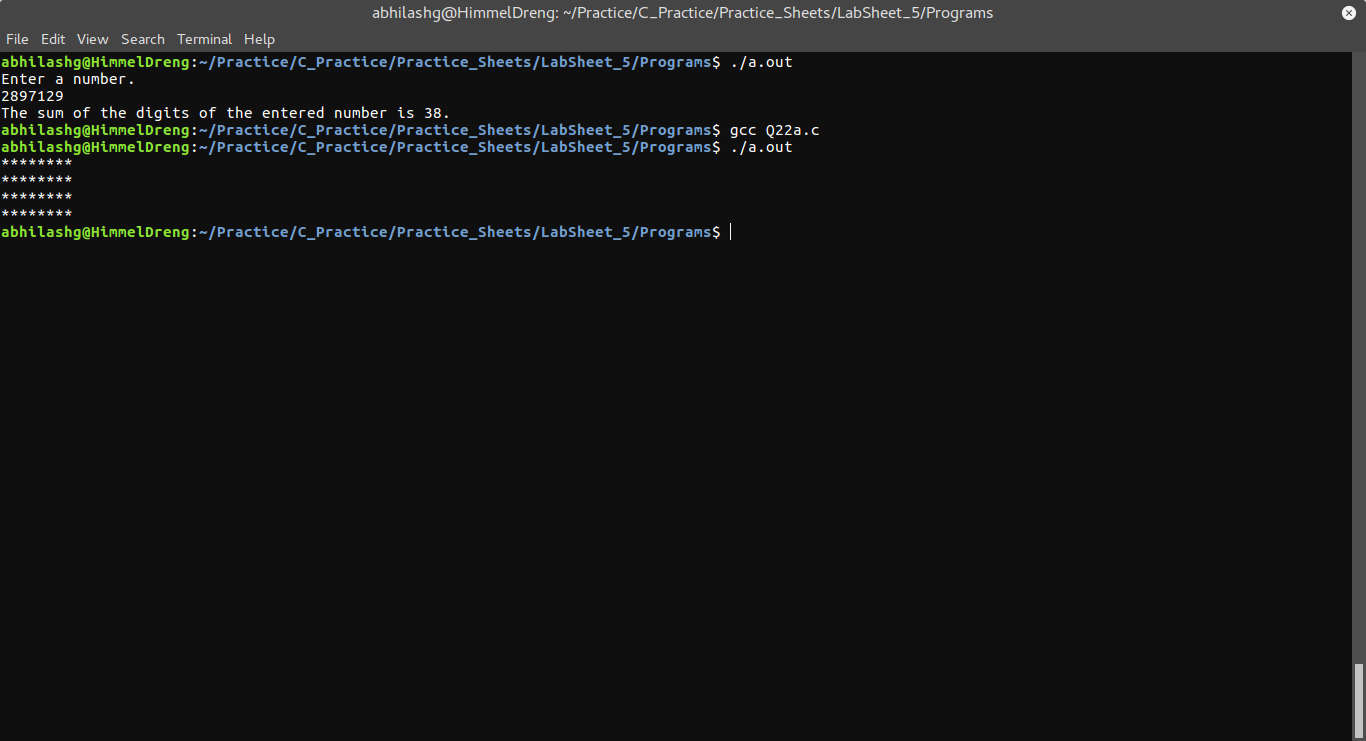 abhilashg@HimmelDreng: ~/Practice/C_Practice/Practice_Sheets/LabSheet_5/Programs
File Edit View Search Terminal Help
abhilashg@HimmelDreng:~/Practice/C_Practice/Practice_Sheets/LabSheet_5/Programs$ ./a.out
Enter a number.
2897129
The sum of the digits of the entered number is 38.
abhilashg@HimmelDreng:~/Practice/C_Practice/Practice_Sheets/LabSheet_5/Programs$ gcc Q22a.c
abhilashg@HimmelDreng:~/Practice/C_Practice/Practice_Sheets/LabSheet_5/Programs$ ./a.out
********
********
********
********
abhilashg@HimmelDreng:~/Practice/C_Practice/Practice_Sheets/LabSheet_5/Programs$